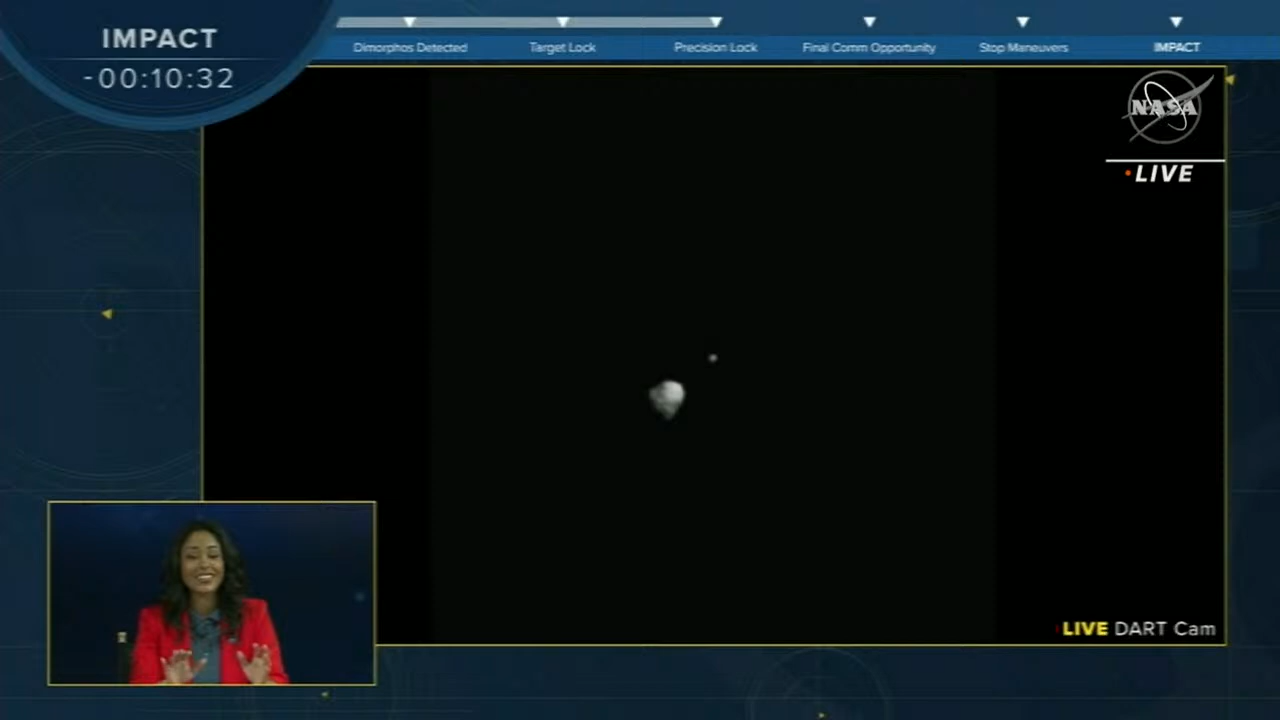 IMPACT
-00:10:32
Dimorphos Detected
Target Lock
Precision Lock
Final Comm Opportunity
Stop Maneuvers
IMPACT
NASA
LIVE
LIVE DART Cam